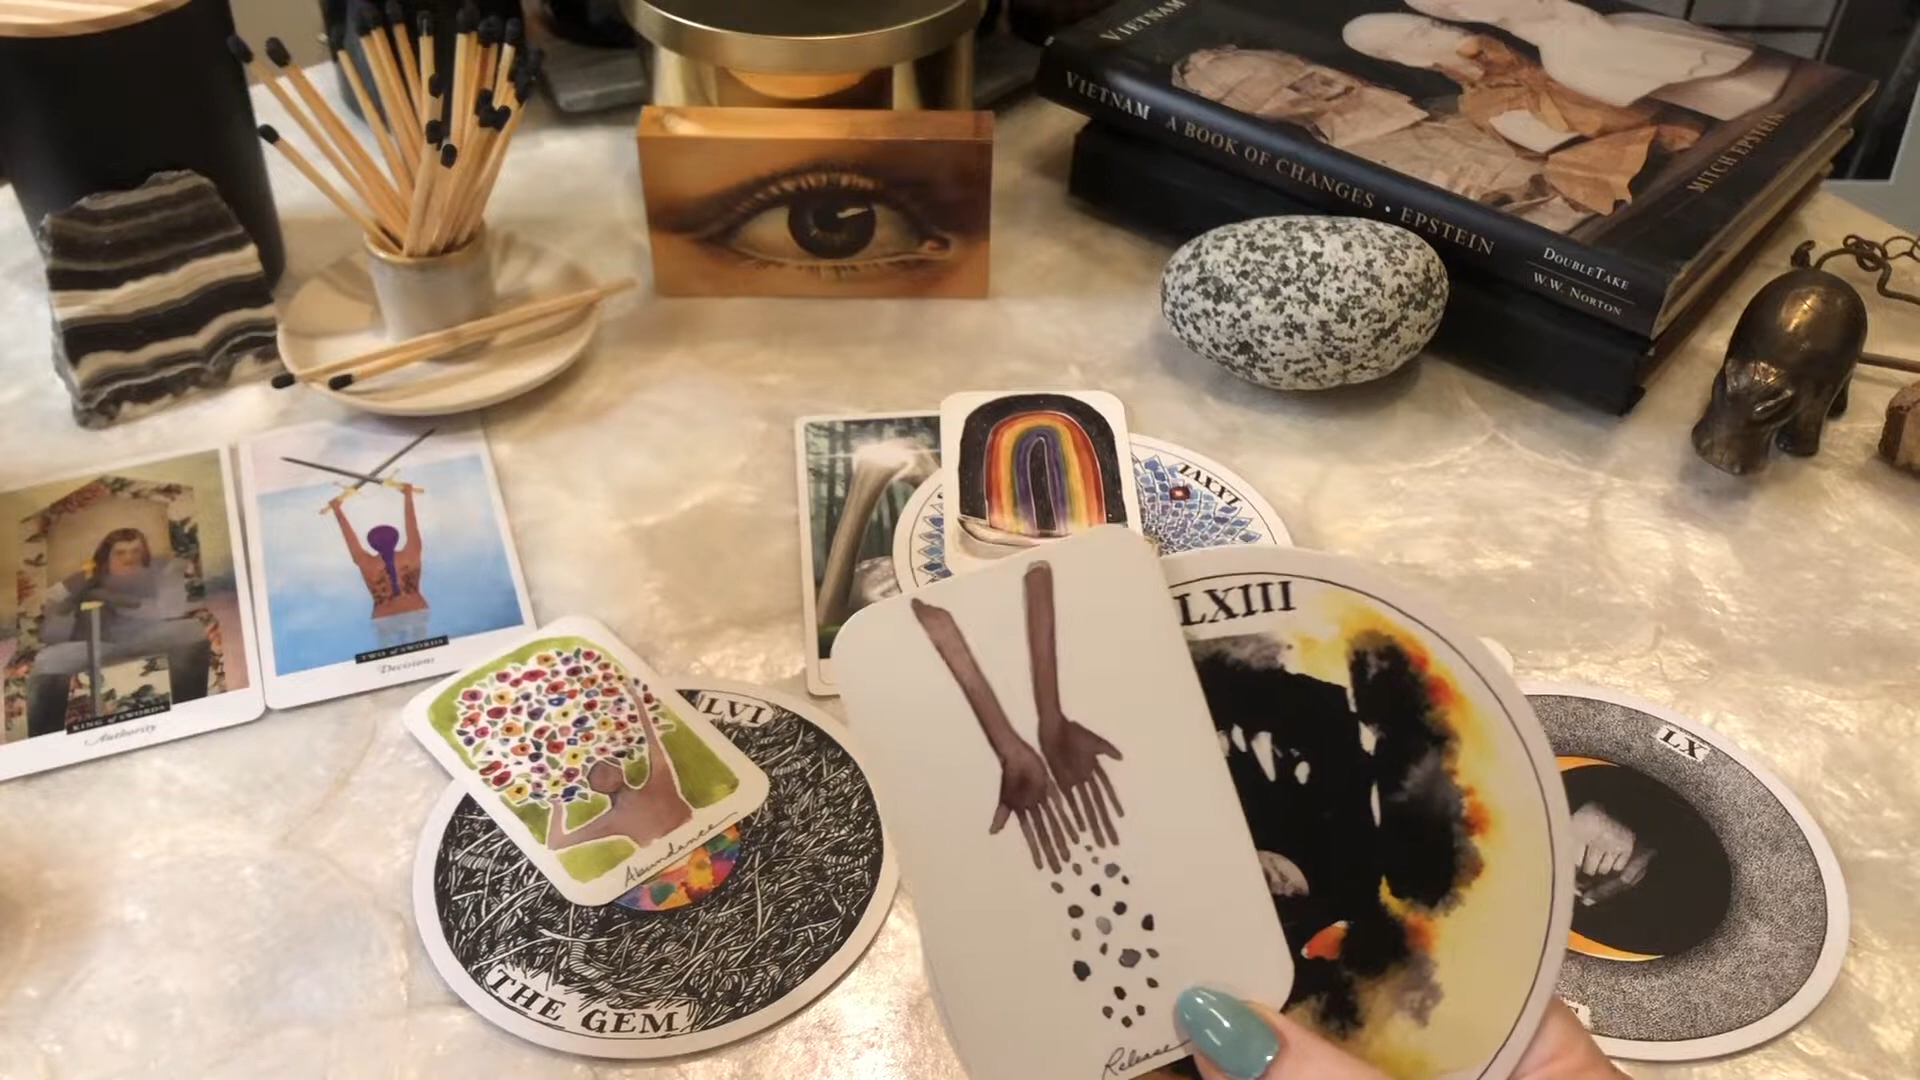 VIETNAM
VIETNAM A BOOK OF CHANGES • EPSTEIN
MITCH EPSTEIN
DOUBLETAKE
W.W. NORTON
LXXVI
KING of SWORDS
Authority
TWO of SWORDS
Decisions
LVI
Abundance
THE GEM
LXIII
Release
LX